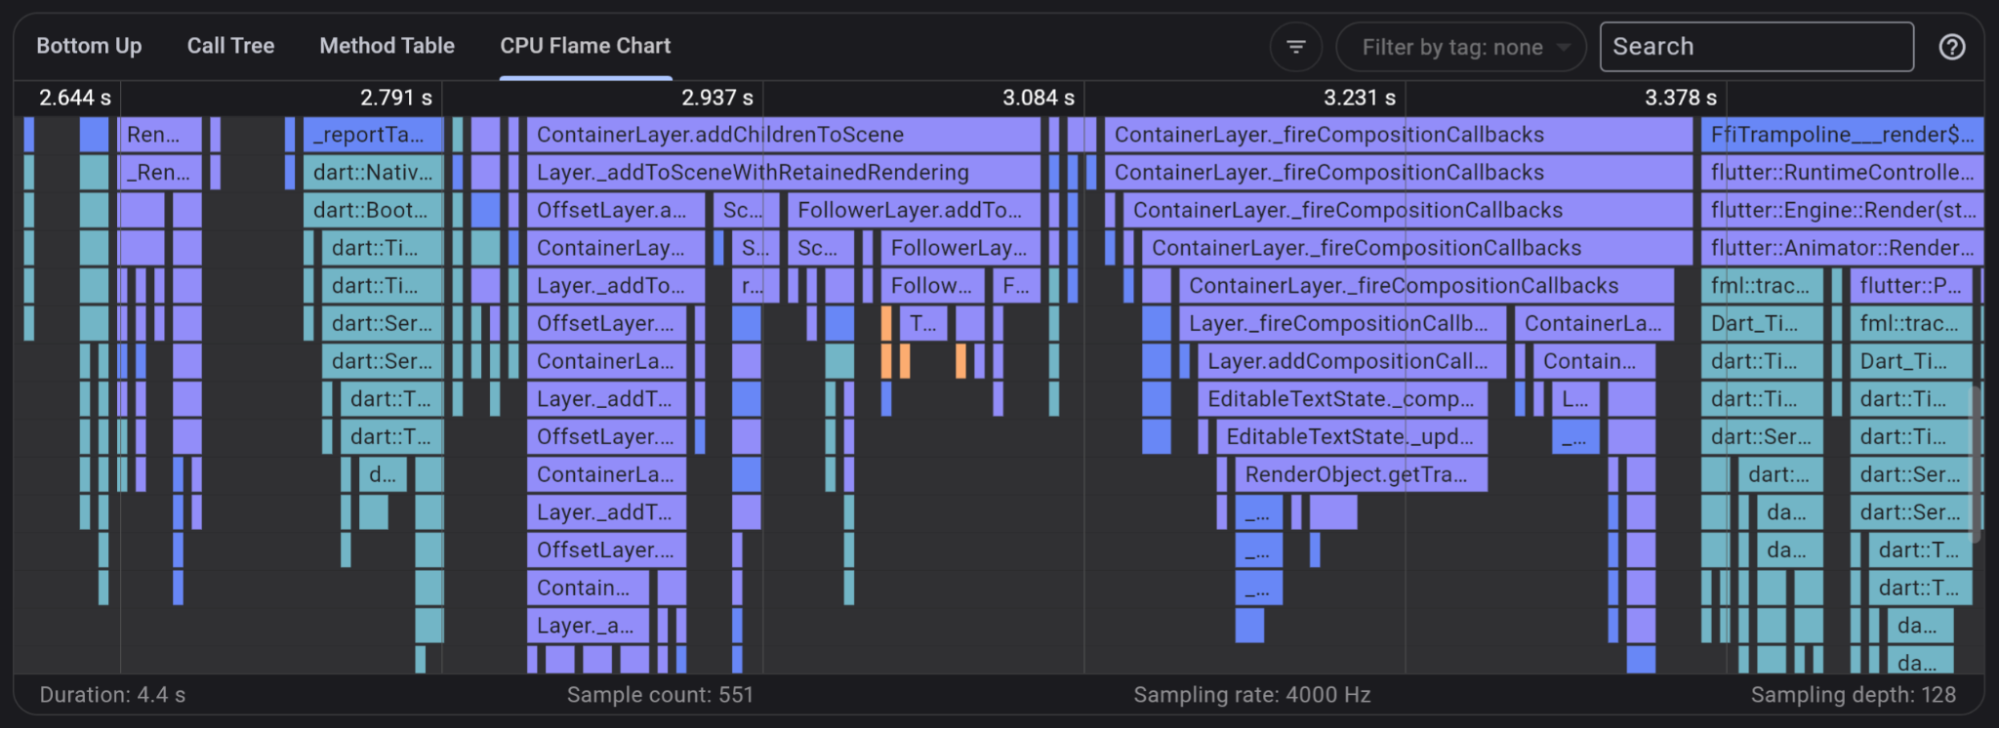 Bottom Up Call Tree Method Table CPU Flame Chart Filter by tag: none Search
2.644 s 2.791 s 2.937 s 3.084 s 3.231 s 3.378 s
Ren... _reportTa... ContainerLayer.addChildrenToScene ContainerLayer._fireCompositionCallbacks FfiTrampoline___render$...
_Ren... dart::Nativ... Layer._addToSceneWithRetainedRendering ContainerLayer._fireCompositionCallbacks flutter::RuntimeControlle...
dart::Boot... OffsetLayer.a... Sc... FollowerLayer.addTo... ContainerLayer._fireCompositionCallbacks flutter::Engine::Render(st...
dart::Ti... ContainerLay... S... Sc... FollowerLay... ContainerLayer._fireCompositionCallbacks flutter::Animator::Render...
dart::Ti... Layer._addTo... r... Follow... F... ContainerLayer._fireCompositionCallbacks fml::trac... flutter::P...
dart::Ser... OffsetLayer.... T... Layer._fireCompositionCallb... ContainerLa... Dart_Ti... fml::trac...
dart::Ser... ContainerLa... Layer.addCompositionCall... Contain... dart::Ti... Dart_Ti...
dart::T... Layer._addT... EditableTextState._comp... L... dart::Ti... dart::Ti...
dart::T... OffsetLayer.... EditableTextState._upd... _... dart::Ser... dart::Ti...
d... ContainerLa... RenderObject.getTra... dart:... dart::Ser...
Layer._addT... _... da... dart::Ser...
OffsetLayer.... _... da... dart::T...
Contain... _... dart::T...
Layer._a... da...
da...
Duration: 4.4 s Sample count: 551 Sampling rate: 4000 Hz Sampling depth: 128